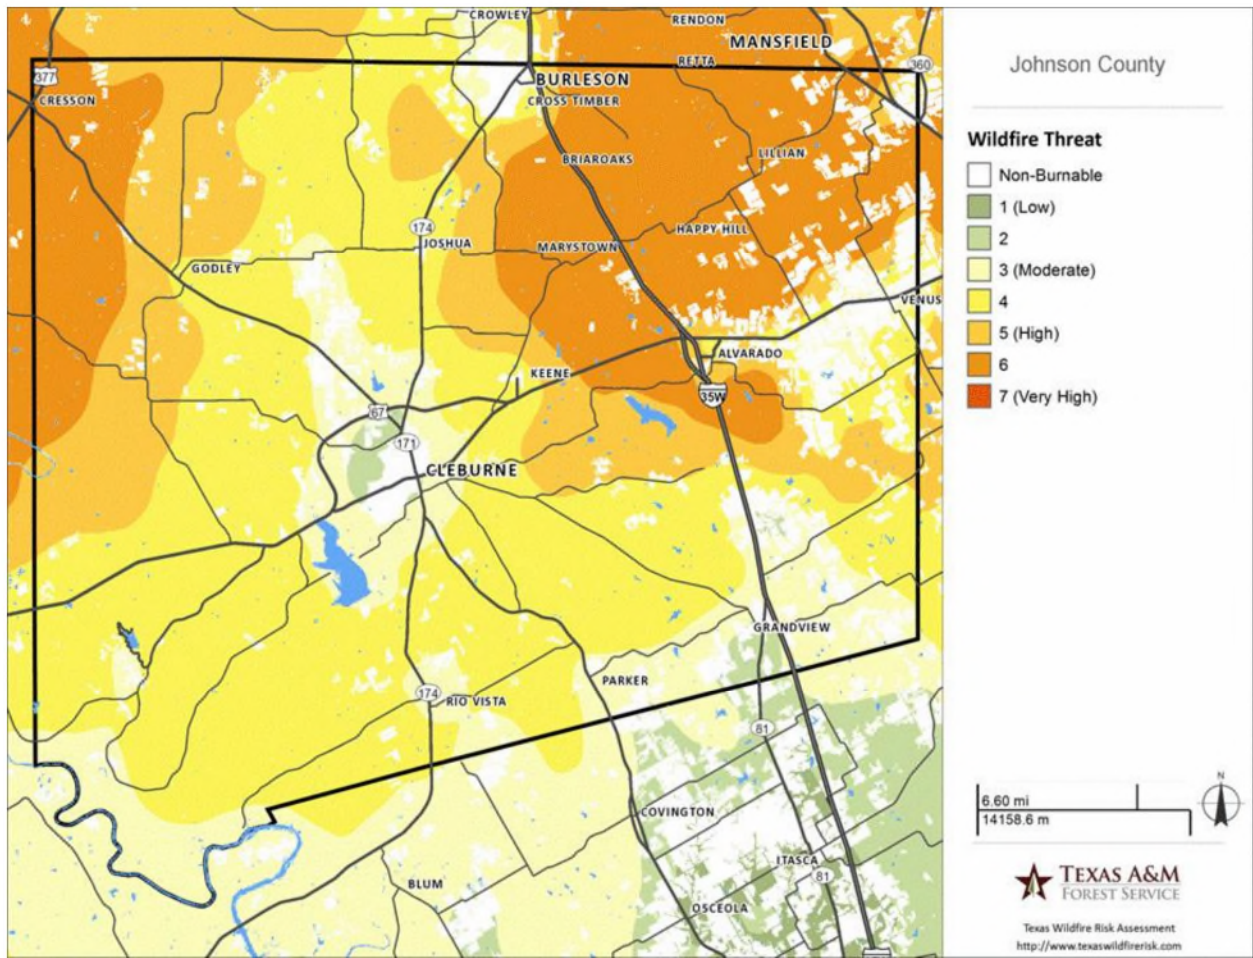 CROWLEY
RENDON
MANSFIELD
RETTA
360
377
CRESSON
BURLESON
CROSS TIMBER
BRIAROAKS
LILLIAN
174
JOSHUA
MARYSTOWN
HAPPY HILL
GODLEY
VENUS
ALVARADO
KEENE
35W
67
171
CLEBURNE
GRANDVIEW
PARKER
174
RIO VISTA
81
COVINGTON
ITASCA
81
BLUM
OSCEOLA
Johnson County
Wildfire Threat
Non-Burnable
1 (Low)
2
3 (Moderate)
4
5 (High)
6
7 (Very High)
N
6.60 mi
14158.6 m
TEXAS A&M
FOREST SERVICE
Texas Wildfire Risk Assessment
http://www.texaswildfirerisk.com